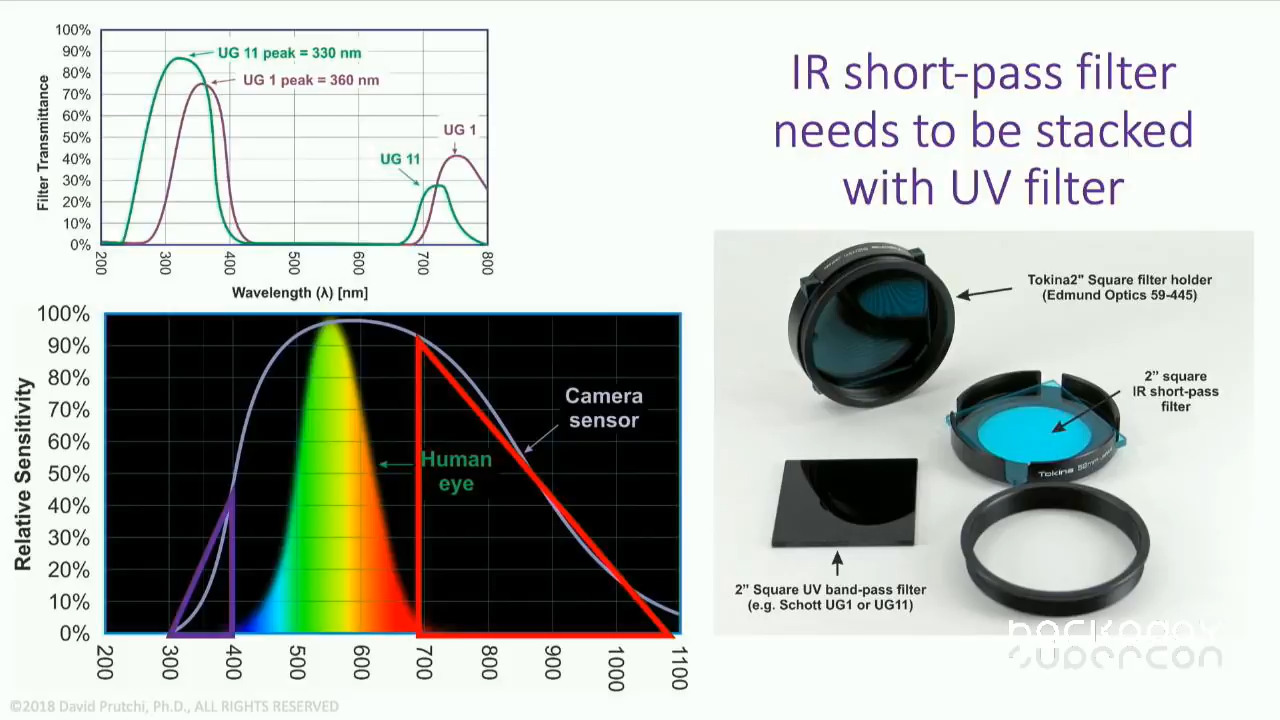 IR short-pass filter
needs to be stacked
with UV filter
Filter Transmittance
100%
90%
80%
70%
60%
50%
40%
30%
20%
10%
0%
UG 11 peak = 330 nm
UG 1 peak = 360 nm
UG 1
UG 11
200
300
400
500
600
700
800
Wavelength (λ) [nm]
Relative Sensitivity
100%
90%
80%
70%
60%
50%
40%
30%
20%
10%
0%
Camera
sensor
Human
eye
200
300
400
500
600
700
800
900
1000
1100
Tokina2" Square filter holder
(Edmund Optics 59-445)
2” square
IR short-pass
filter
Tokina
2” Square UV band-pass filter
(e.g. Schott UG1 or UG11)
hackaday
supercon
©2018 David Prutchi, Ph.D., ALL RIGHTS RESERVED